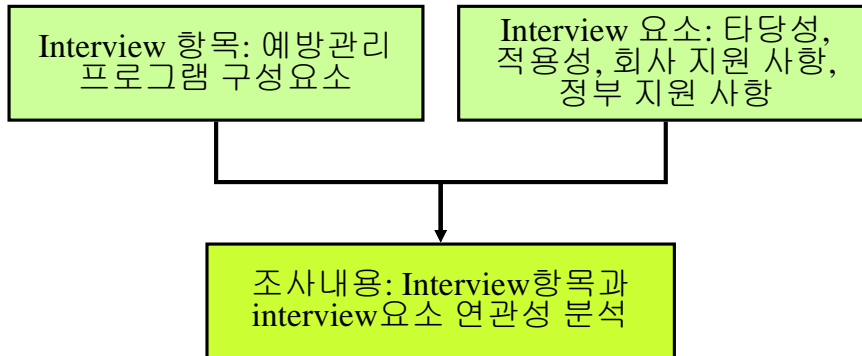 Interview 항목: 예방관리
프로그램 구성요소
Interview 요소: 타당성,
적용성, 회사 지원 사항,
정부 지원 사항
조사내용: Interview항목과
interview요소 연관성 분석